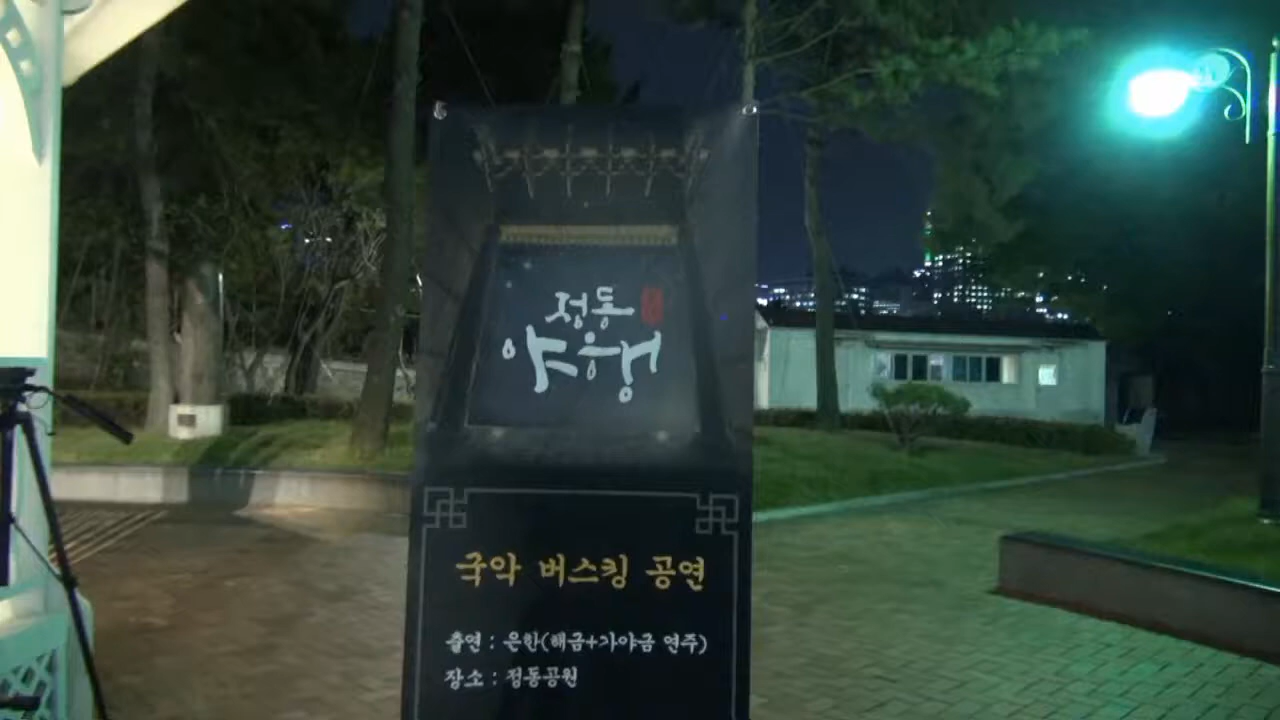 정동
야행
국악 버스킹 공연
출연 : 은한(해금+가야금 연주)
장소 : 정동공원